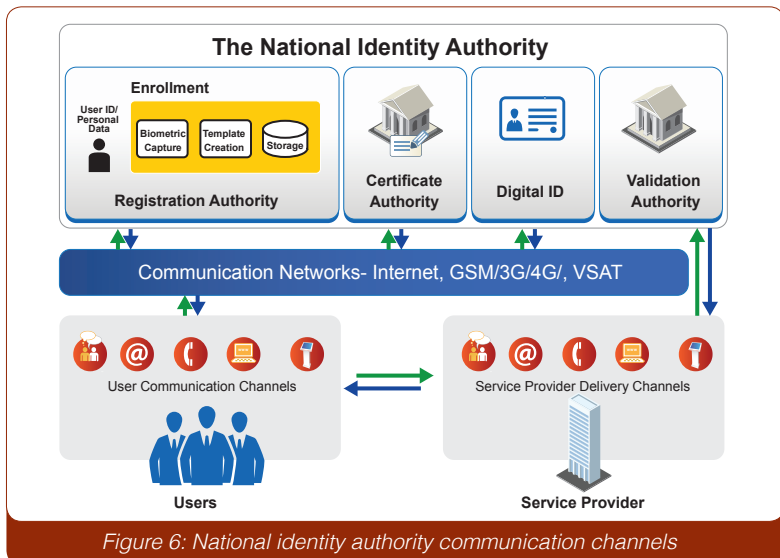 The National Identity Authority
Enrollment
User ID/
Personal
Data
Biometric
Capture
Template
Creation
Storage
Registration Authority
Certificate
Authority
Digital ID
Validation
Authority
Communication Networks- Internet, GSM/3G/4G/, VSAT
@
User Communication Channels
Users
@
Service Provider Delivery Channels
Service Provider
Figure 6: National identity authority communication channels